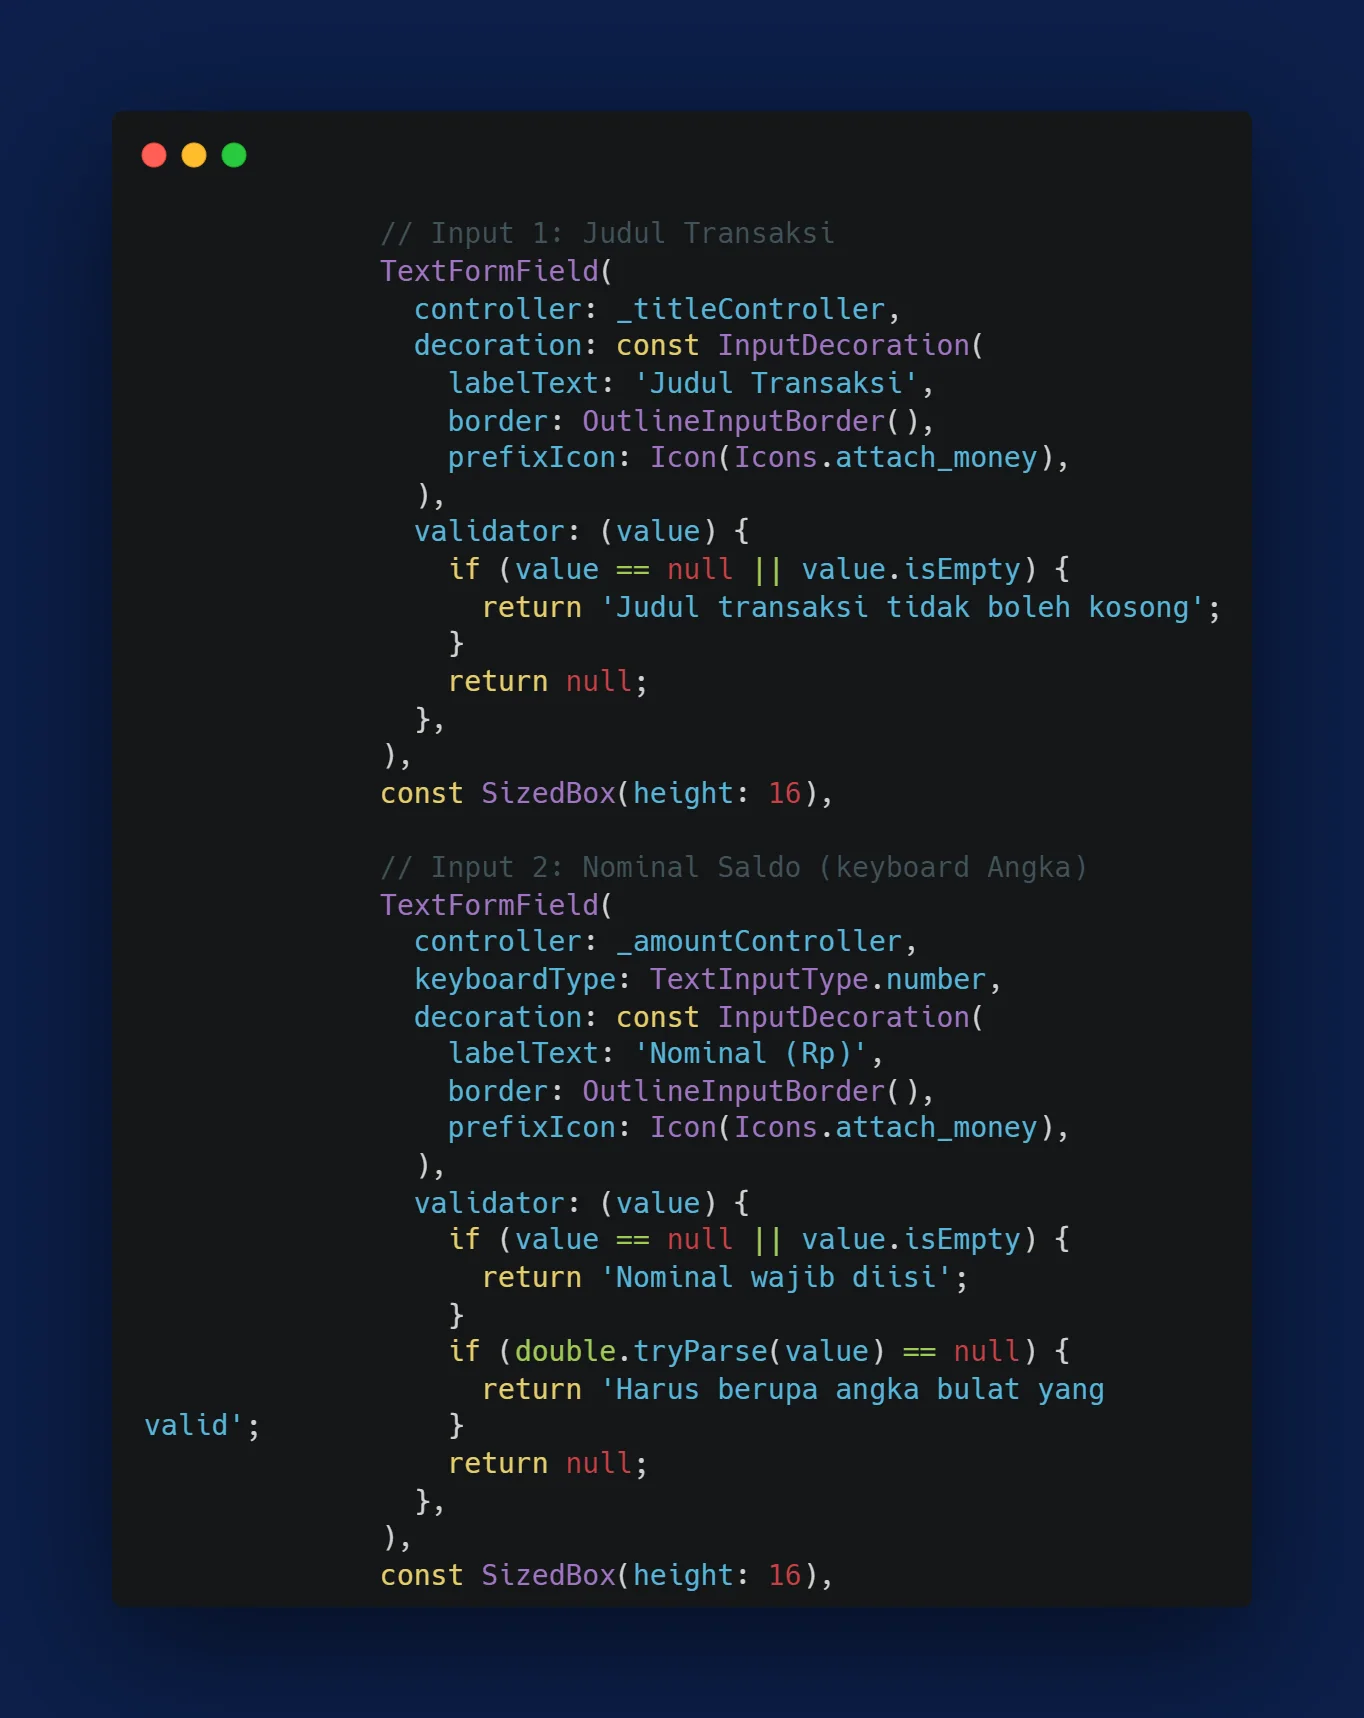 // Input 1: Judul Transaksi
TextFormField(
controller: _titleController,
decoration: const InputDecoration(
labelText: 'Judul Transaksi',
border: OutlineInputBorder(),
prefixIcon: Icon(Icons.attach_money),
),
validator: (value) {
if (value == null || value.isEmpty) {
return 'Judul transaksi tidak boleh kosong';
}
return null;
},
),
const SizedBox(height: 16),
// Input 2: Nominal Saldo (keyboard Angka)
TextFormField(
controller: _amountController,
keyboardType: TextInputType.number,
decoration: const InputDecoration(
labelText: 'Nominal (Rp)',
border: OutlineInputBorder(),
prefixIcon: Icon(Icons.attach_money),
),
validator: (value) {
if (value == null || value.isEmpty) {
return 'Nominal wajib diisi';
}
if (double.tryParse(value) == null) {
return 'Harus berupa angka bulat yang
valid'; }
return null;
},
),
const SizedBox(height: 16),